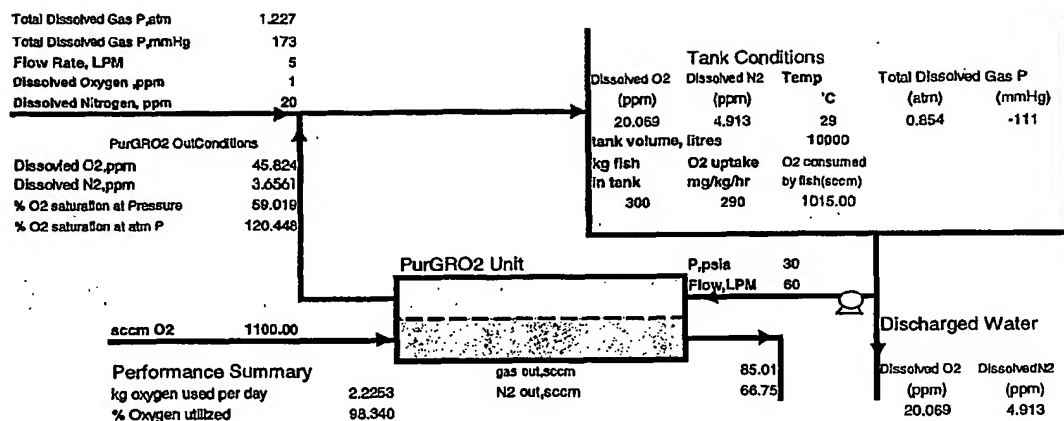 Total Dissolved Gas P,atm 1.227
Total Dissolved Gas P,mmHg 173
Flow Rate, LPM 5
Dissolved Oxygen ,ppm 1
Dissolved Nitrogen, ppm 20
PurGRO2 OutConditions
Dissovled O2,ppm 45.824
Dissolved N2,ppm 3.6561
% O2 saturation at Pressure 59.019
% O2 saturation at atm P 120.448
Tank Conditions
Dissolved O2 Dissolved N2 Temp Total Dissolved Gas P
(ppm) (ppm) 'C (atm) (mmHg)
20.069 4.913 29 0.854 -111
tank volume, litres 10000
kg fish O2 uptake O2 consumed
in tank mg/kg/hr by fish(sccm)
300 290 1015.00
PurGRO2 Unit
P,psia 30
Flow,LPM 60
sccm O2 1100.00
gas out,sccm 85.01
N2 out,sccm 66.75
Performance Summary
kg oxygen used per day 2.2253
% Oxygen utilized 98.340
Discharged Water
Dissolved O2 DissolvedN2
(ppm) (ppm)
20.069 4.913